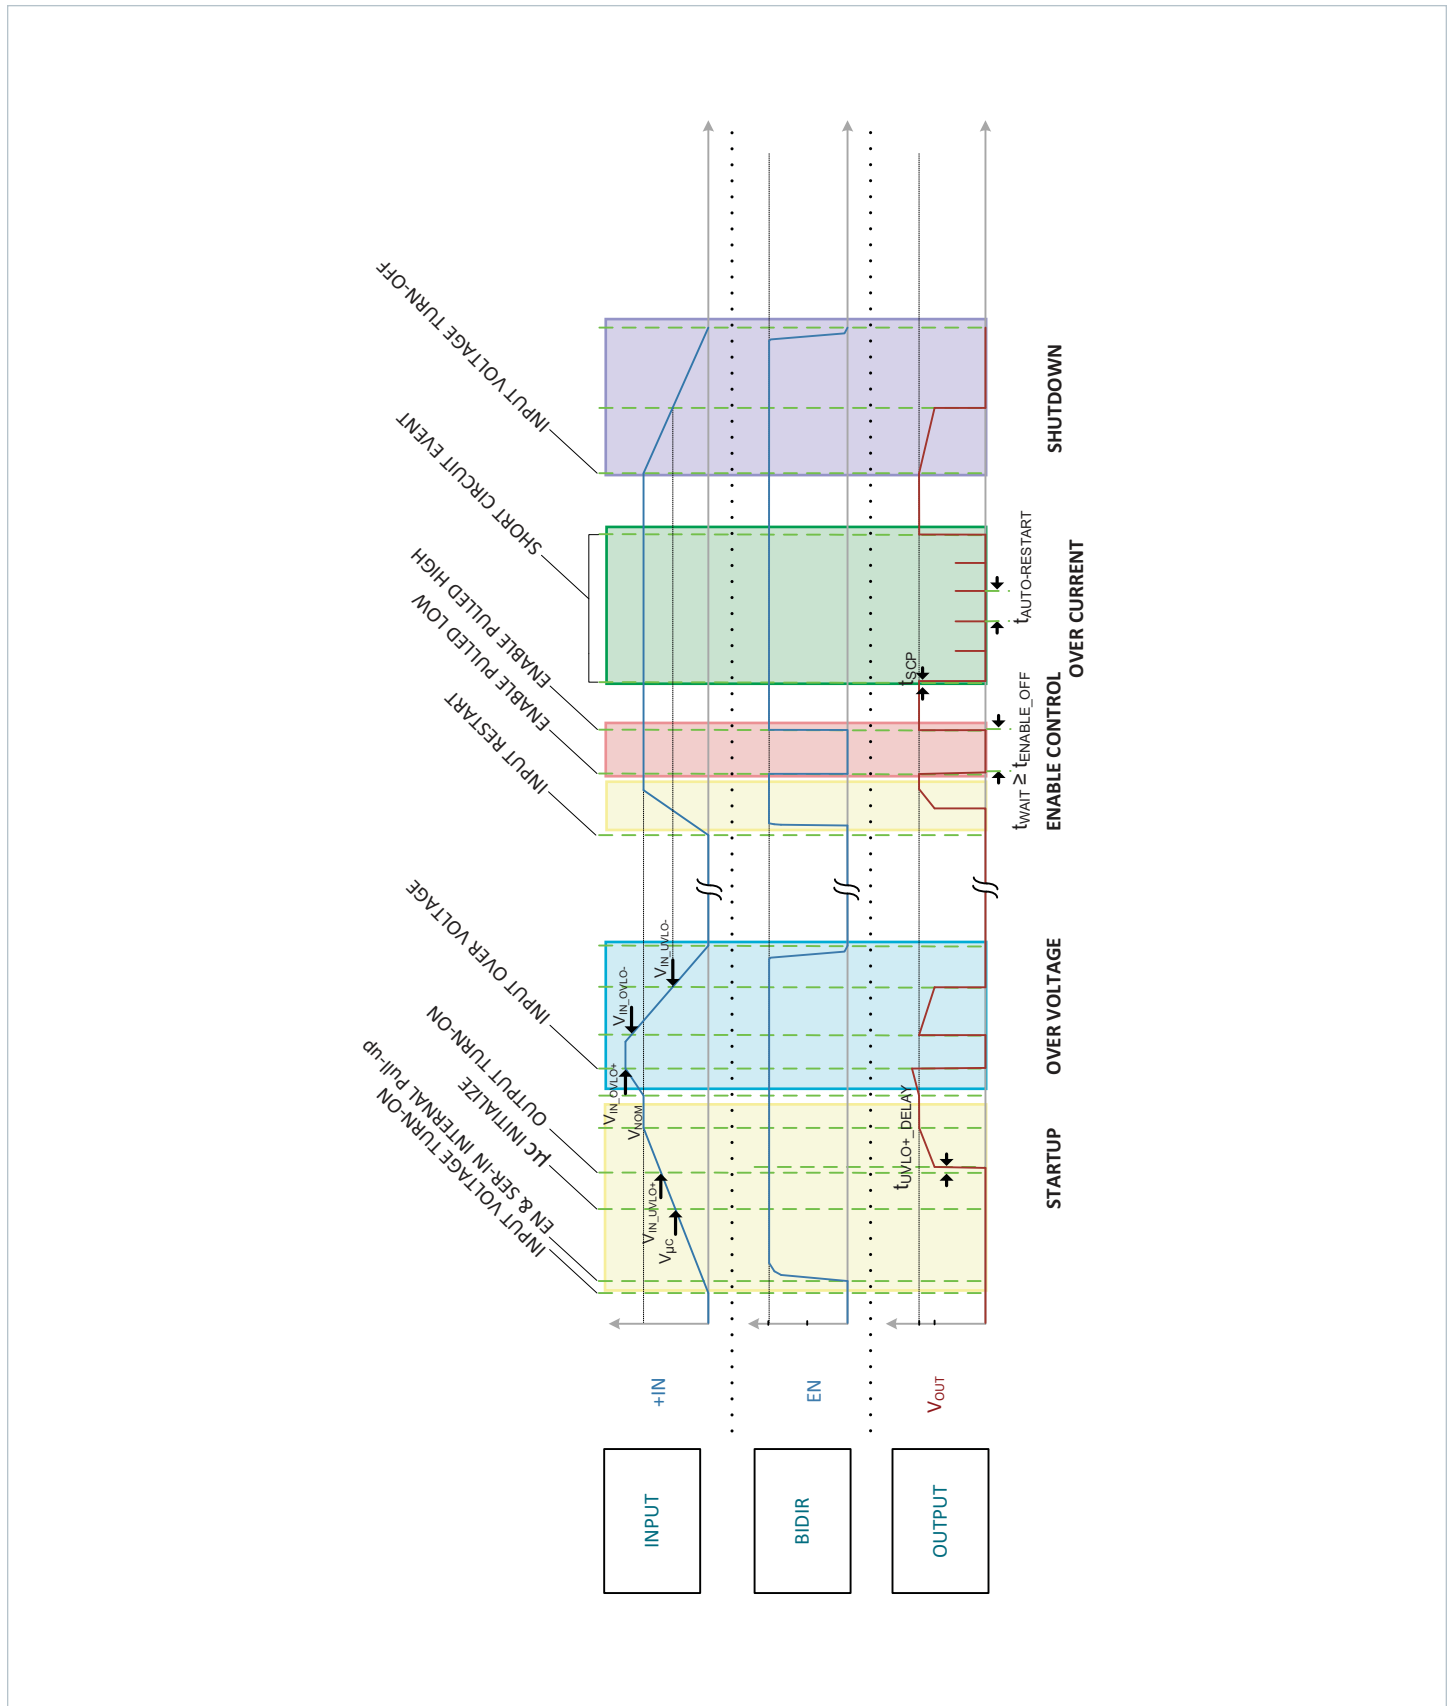 INPUT VOLTAGE TURN-ON
EN & SER-IN INTERNAL Pull-up
µC INITIALIZE
OUTPUT TURN-ON
INPUT OVER VOLTAGE
INPUT RESTART
ENABLE PULLED LOW
ENABLE PULLED HIGH
SHORT CIRCUIT EVENT
INPUT VOLTAGE TURN-OFF
INPUT
+IN
VµC
VIN_UVLO+
VNOM
VIN_OVLO+
VIN_OVLO-
VIN_UVLO-
BIDIR
EN
OUTPUT
VOUT
tUVLO+_DELAY
tSCP
tWAIT ≥ tENABLE_OFF
tAUTO-RESTART
STARTUP
OVER VOLTAGE
ENABLE CONTROL
OVER CURRENT
SHUTDOWN